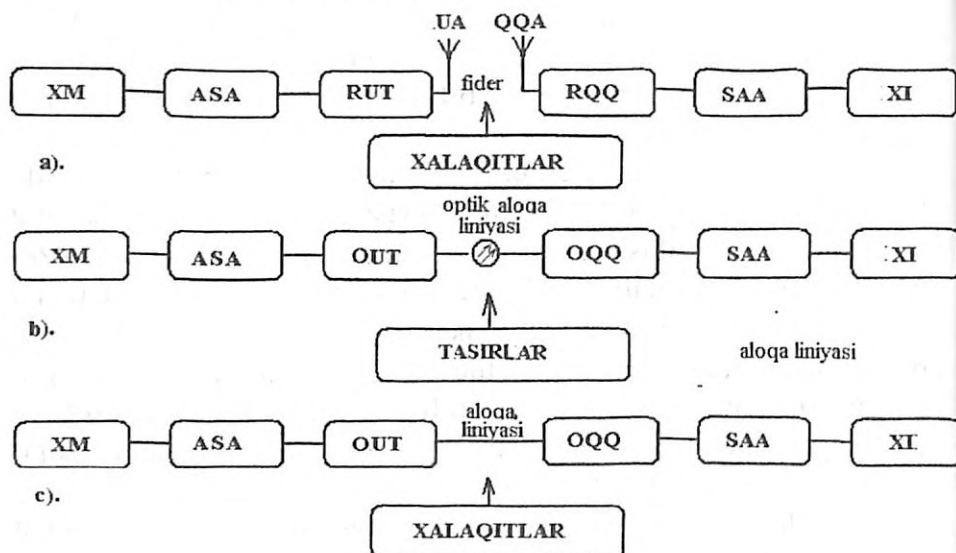 UA QQA
XM ASA RUT fider RQQ SAA XI
a). XALAQITLAR
optik aloqa
liniyasi
XM ASA OUT OQQ SAA XI
b).
TASIRLAR aloqa liniyasi
aloqa
liniyasi
XM ASA OUT OQQ SAA XI
c).
XALAQITLAR